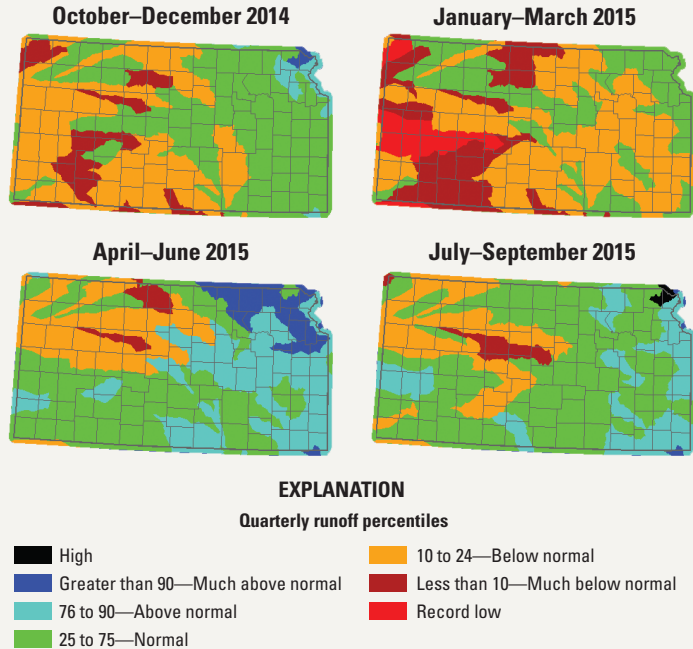 October–December 2014
January–March 2015
April–June 2015
July–September 2015
EXPLANATION
Quarterly runoff percentiles
High
Greater than 90—Much above normal
76 to 90—Above normal
25 to 75—Normal
10 to 24—Below normal
Less than 10—Much below normal
Record low